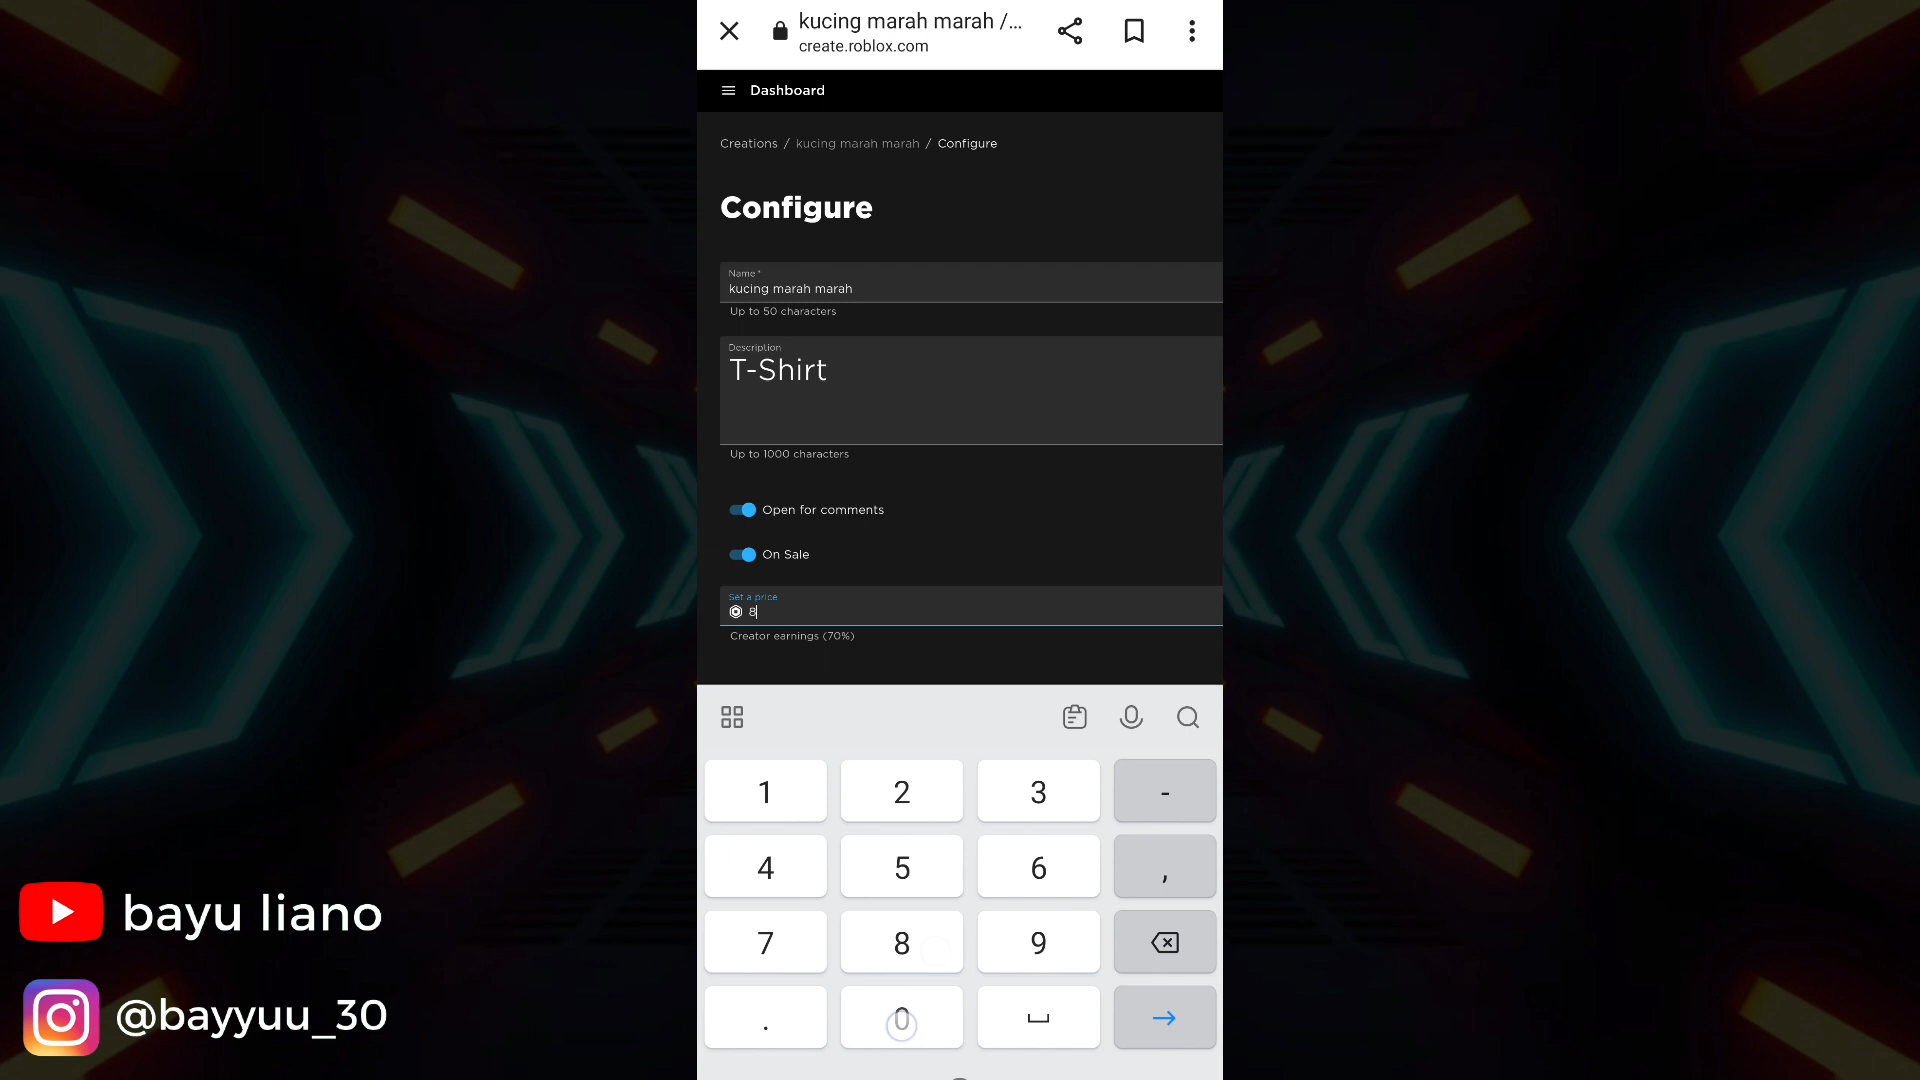 kucing marah marah /...
create.roblox.com
Dashboard
Creations / kucing marah marah / Configure
Configure
Name *
kucing marah marah
Up to 50 characters
Description
T-Shirt
Up to 1000 characters
Open for comments
On Sale
Set a price
8
Creator earnings (70%)
1 2 3 -
4 5 6 ,
7 8 9
. 0
bayu liano
@bayyuu_30